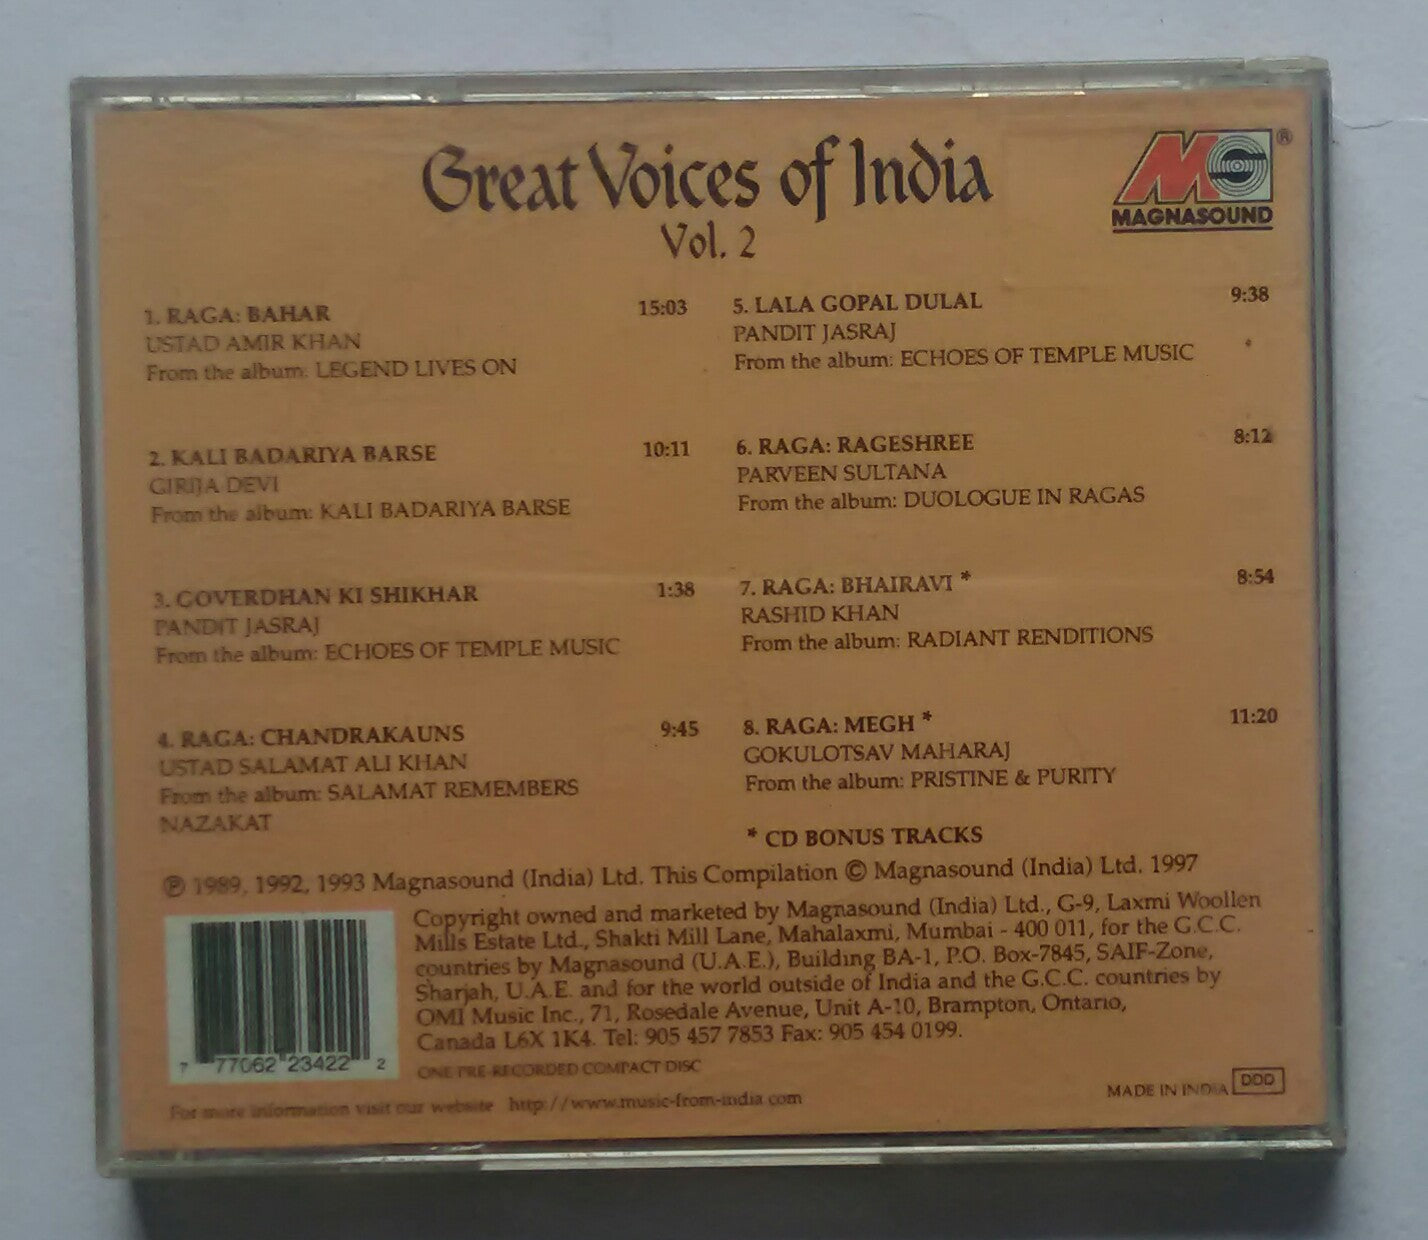 Great Voices of India
Vol. 2
MAGNASOUND
®
1. RAGA: BAHAR 15:03
USTAD AMIR KHAN
From the album: LEGEND LIVES ON
2. KALI BADARIYA BARSE 10:11
GIRIJA DEVI
From the album: KALI BADARIYA BARSE
3. GOVERDHAN KI SHIKHAR 1:38
PANDIT JASRAJ
From the album: ECHOES OF TEMPLE MUSIC
4. RAGA: CHANDRAKAUNS 9:45
USTAD SALAMAT ALI KHAN
From the album: SALAMAT REMEMBERS
NAZAKAT
5. LALA GOPAL DULAL 9:38
PANDIT JASRAJ
From the album: ECHOES OF TEMPLE MUSIC
6. RAGA: RAGESHREE 8:12
PARVEEN SULTANA
From the album: DUOLOGUE IN RAGAS
7. RAGA: BHAIRAVI * 8:54
RASHID KHAN
From the album: RADIANT RENDITIONS
8. RAGA: MEGH * 11:20
GOKULOTSAV MAHARAJ
From the album: PRISTINE & PURITY
* CD BONUS TRACKS
℗ 1989, 1992, 1993 Magnasound (India) Ltd. This Compilation © Magnasound (India) Ltd. 1997
Copyright owned and marketed by Magnasound (India) Ltd., G-9, Laxmi Woollen
Mills Estate Ltd., Shakti Mill Lane, Mahalaxmi, Mumbai - 400 011, for the G.C.C.
countries by Magnasound (U.A.E.), Building BA-1, P.O. Box-7845, SAIF-Zone,
Sharjah, U.A.E. and for the world outside of India and the G.C.C. countries by
OMI Music Inc., 71, Rosedale Avenue, Unit A-10, Brampton, Ontario,
Canada L6X 1K4. Tel: 905 457 7853 Fax: 905 454 0199.
7 77062 23422 2
ONE PRE-RECORDED COMPACT DISC
For more information visit our website http://www.music-from-india.com
MADE IN INDIA DDD